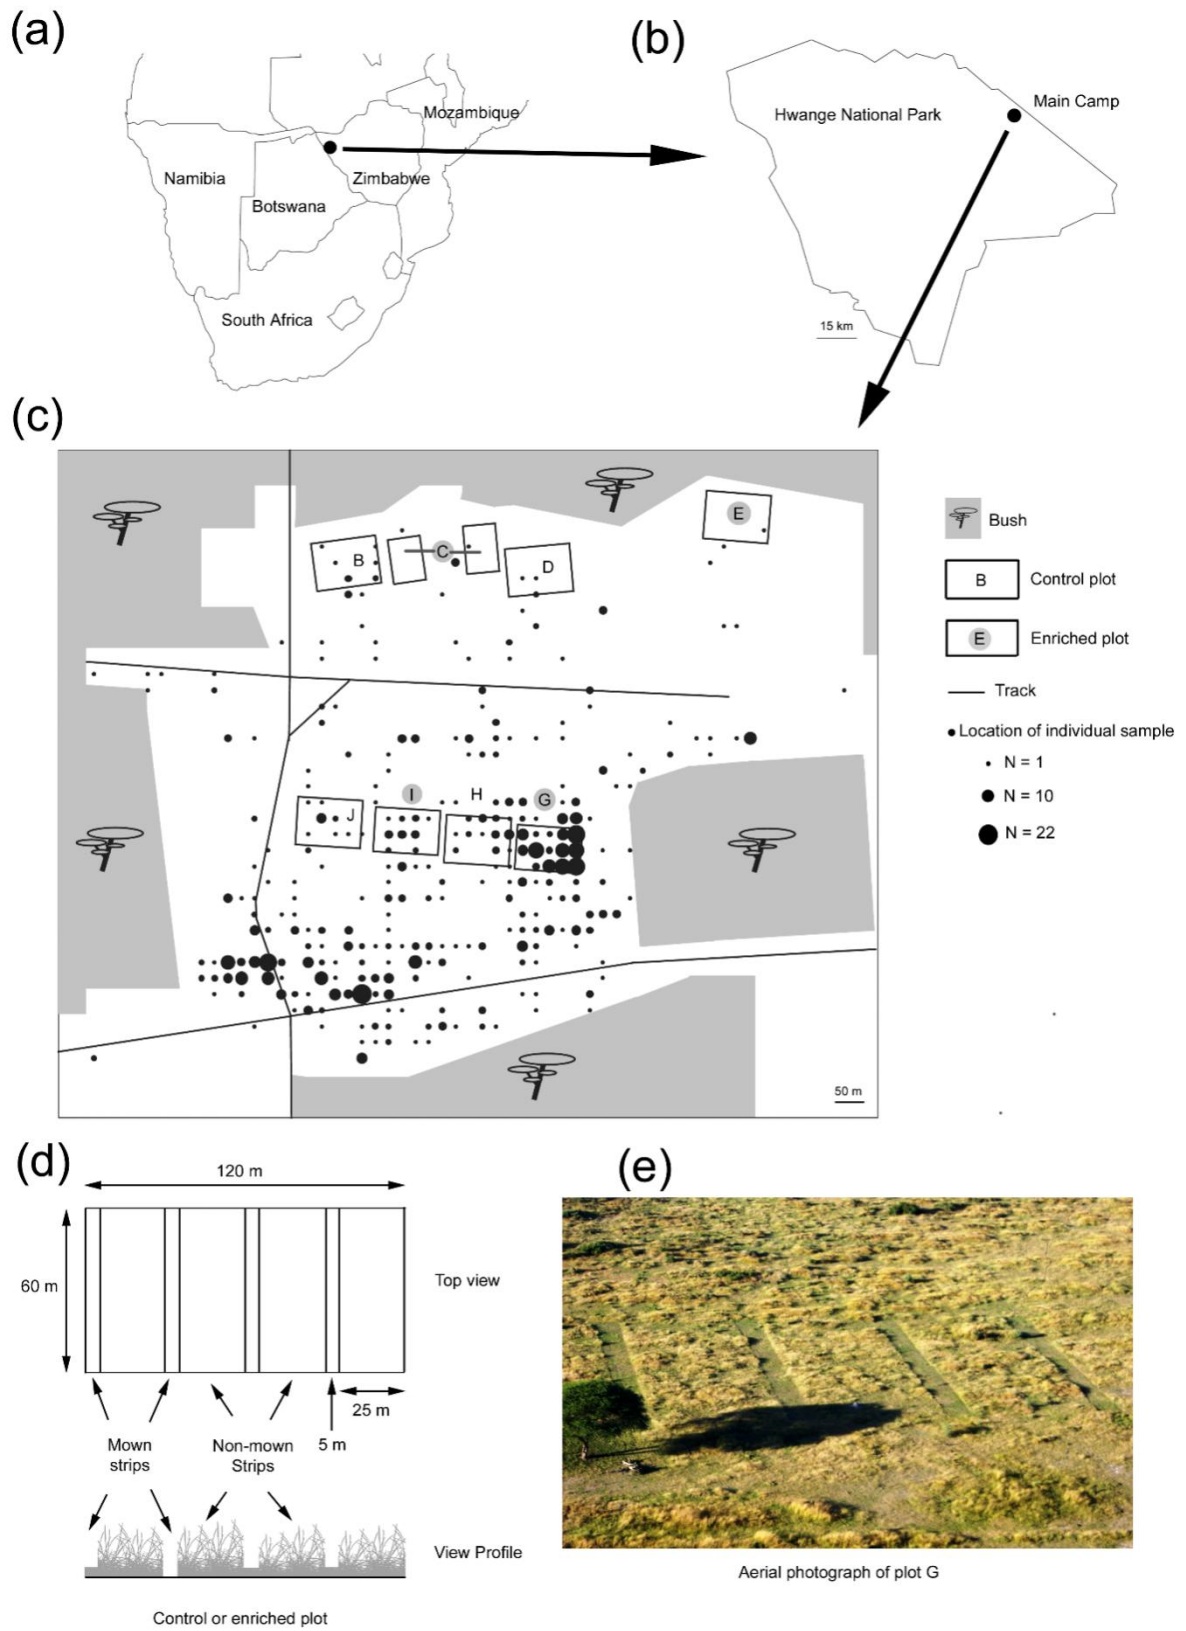 (a)
Mozambique
Namibia
Zimbabwe
Botswana
South Africa
(b)
Main Camp
Hwange National Park
15 km
(c)
E
B
C
D
I
H
G
J
50 m
Bush
B
Control plot
E
Enriched plot
Track
Location of individual sample
N = 1
N = 10
N = 22
(d)
120 m
60 m
Top view
25 m
Mown
strips
Non-mown
Strips
5 m
View Profile
Control or enriched plot
(e)
Aerial photograph of plot G